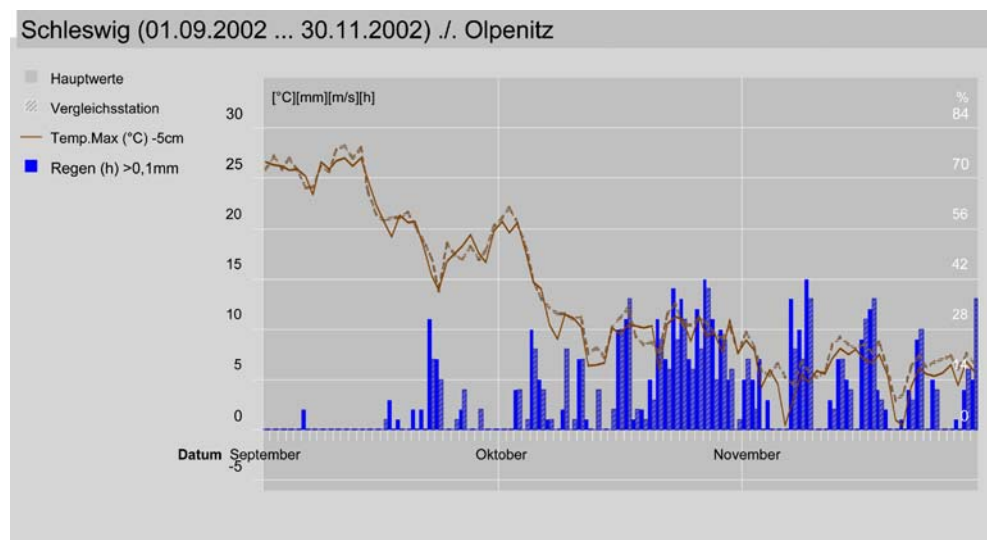 Schleswig (01.09.2002 ... 30.11.2002) ./. Olpenitz
Hauptwerte
Vergleichsstation
Temp.Max (°C) -5cm
Regen (h) >0,1mm
[°C][mm][m/s][h]
%
30
84
25
70
20
56
15
42
10
28
5
14
0
0
-5
Datum
September
Oktober
November